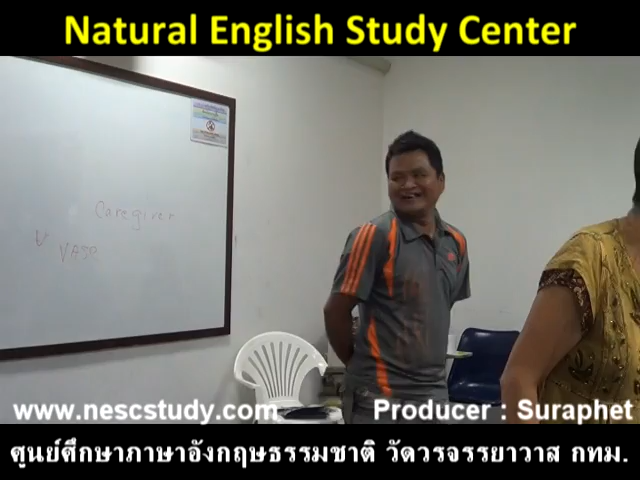 Natural English Study Center
Caregiver
V VASE
www.nescstudy.com Producer : Suraphet
ศูนย์ศึกษาภาษาอังกฤษธรรมชาติ วัดวรจรรยาวาส กทม.